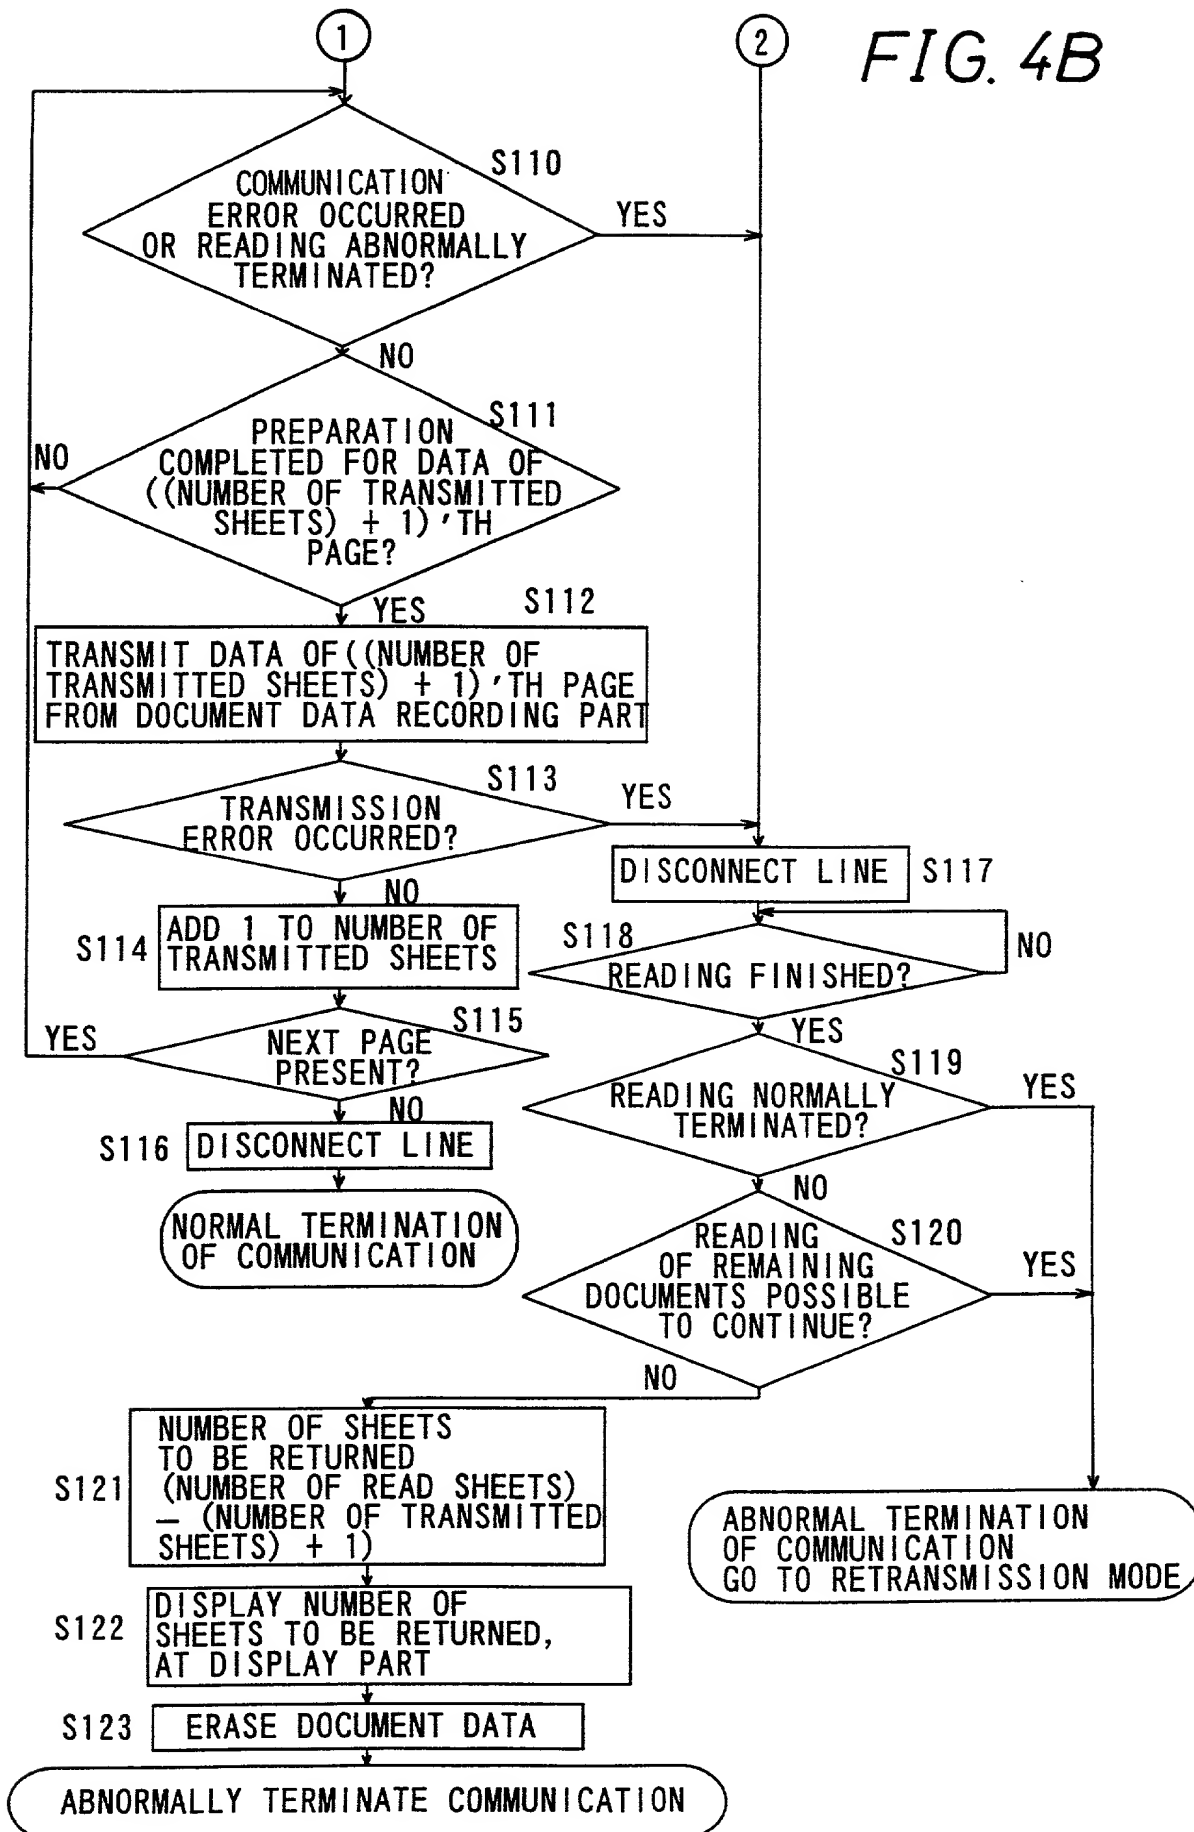 1
2
FIG. 4B
S110
COMMUNICATION
ERROR OCCURRED
OR READING ABNORMALLY
TERMINATED?
YES
NO
S111
PREPARATION
COMPLETED FOR DATA OF
((NUMBER OF TRANSMITTED
SHEETS) + 1)'TH
PAGE?
NO
YES
S112
TRANSMIT DATA OF((NUMBER OF
TRANSMITTED SHEETS) + 1)'TH PAGE
FROM DOCUMENT DATA RECORDING PART
S113
TRANSMISSION
ERROR OCCURRED?
YES
NO
S114
ADD 1 TO NUMBER OF
TRANSMITTED SHEETS
S115
NEXT PAGE
PRESENT?
YES
NO
S116
DISCONNECT LINE
NORMAL TERMINATION
OF COMMUNICATION
DISCONNECT LINE
S117
S118
READING FINISHED?
NO
YES
S119
READING NORMALLY
TERMINATED?
YES
NO
S120
READING
OF REMAINING
DOCUMENTS POSSIBLE
TO CONTINUE?
YES
NO
S121
NUMBER OF SHEETS
TO BE RETURNED
(NUMBER OF READ SHEETS)
— (NUMBER OF TRANSMITTED
SHEETS) + 1)
ABNORMAL TERMINATION
OF COMMUNICATION
GO TO RETRANSMISSION MODE
S122
DISPLAY NUMBER OF
SHEETS TO BE RETURNED,
AT DISPLAY PART
S123
ERASE DOCUMENT DATA
ABNORMALLY TERMINATE COMMUNICATION